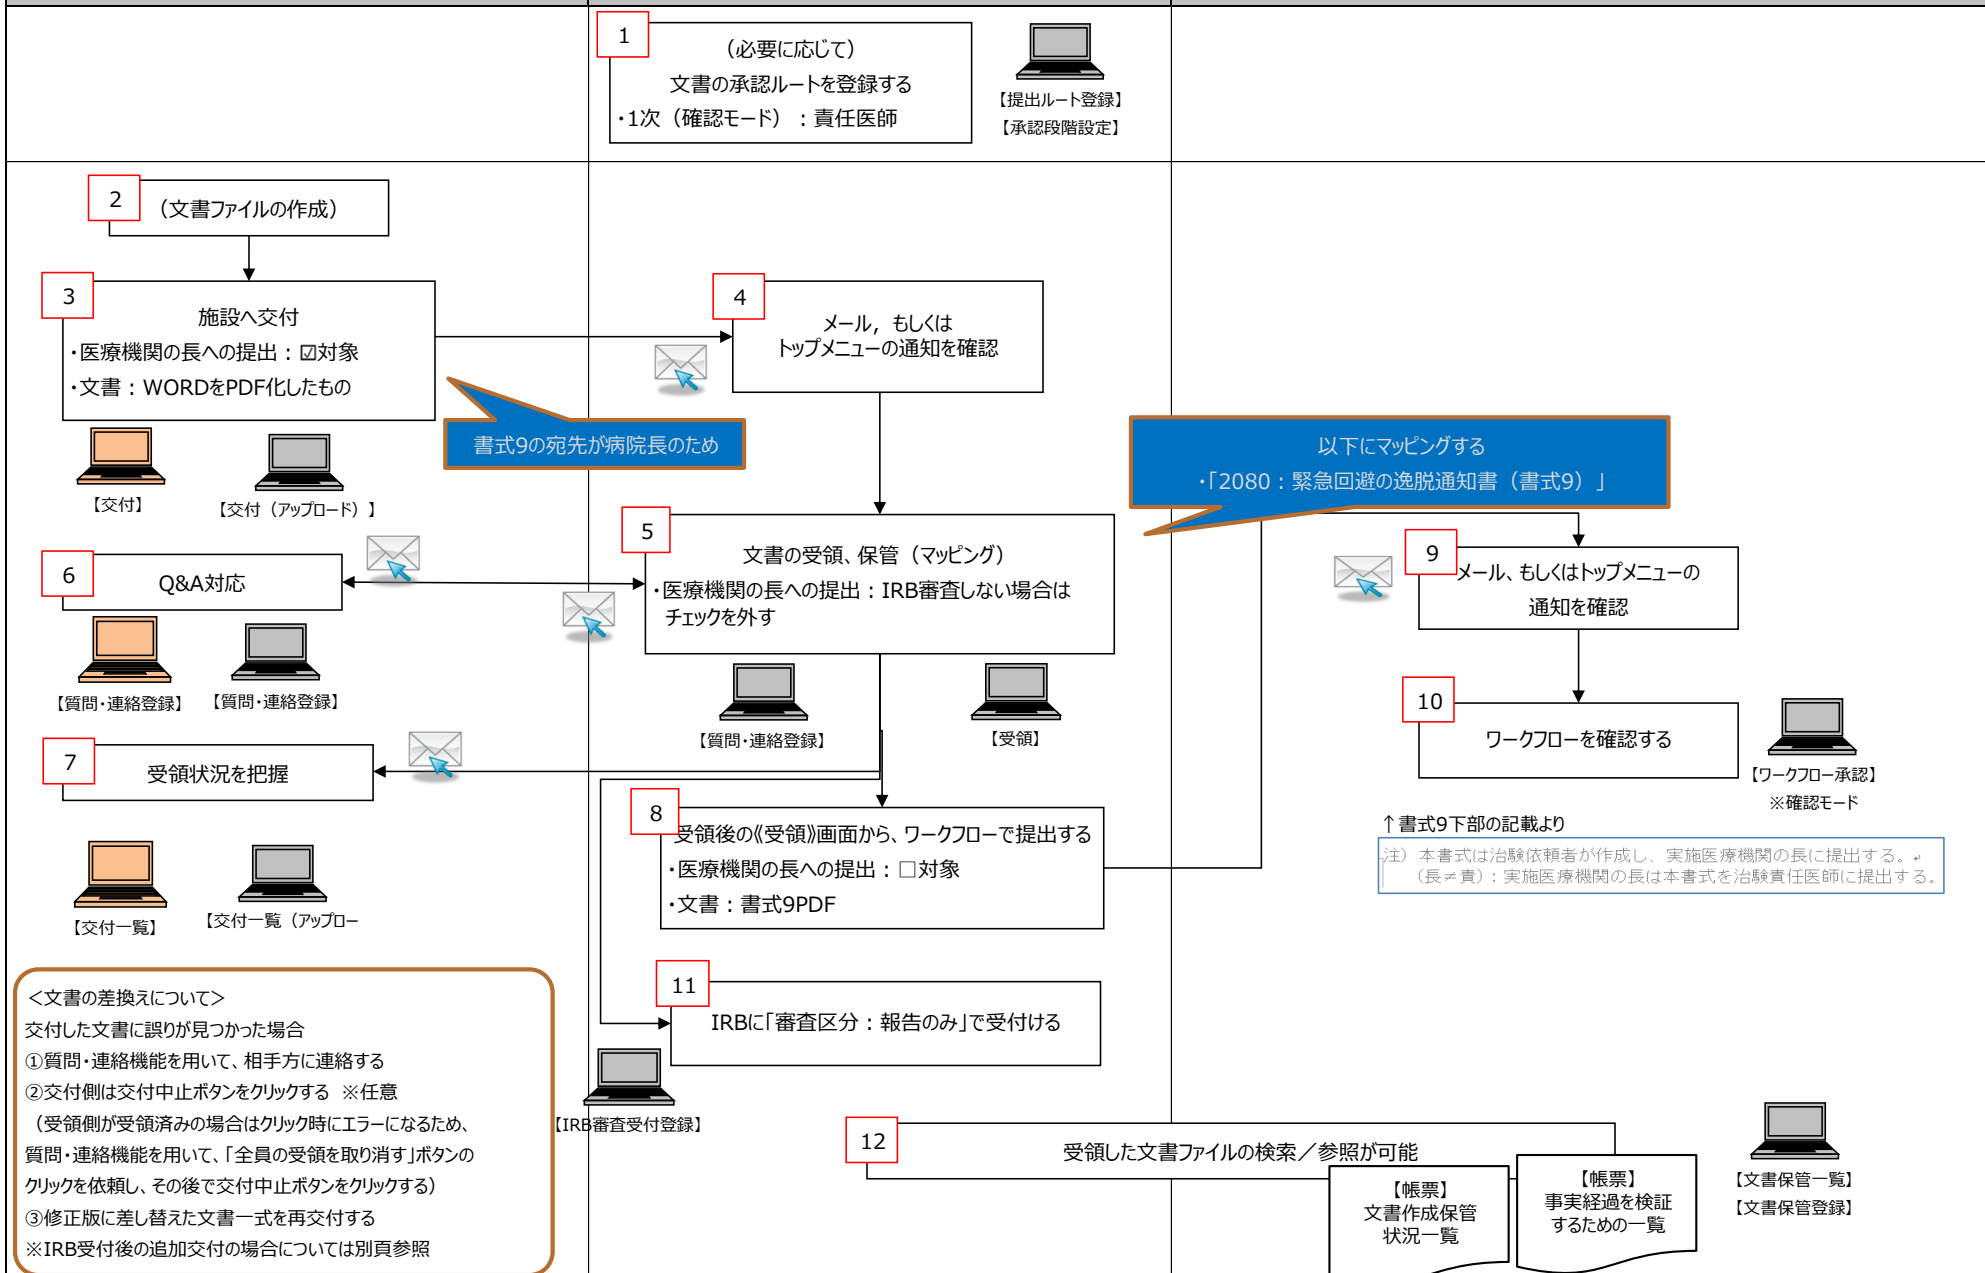 1
（必要に応じて）
文書の承認ルートを登録する
・1次（確認モード）：責任医師
【提出ルート登録】
【承認段階設定】
2
（文書ファイルの作成）
3
施設へ交付
・医療機関の長への提出：☑対象
・文書：WORDをPDF化したもの
【交付】
【交付（アップロード）】
書式9の宛先が病院長のため
4
メール，もしくは
トップメニューの通知を確認
以下にマッピングする
・「2080：緊急回避の逸脱通知書（書式9）」
5
文書の受領、保管（マッピング）
・医療機関の長への提出：IRB審査しない場合は
チェックを外す
【質問・連絡登録】
【受領】
6
Q&A対応
【質問・連絡登録】
【質問・連絡登録】
7
受領状況を把握
【交付一覧】
【交付一覧（アップロー
8
受領後の《受領》画面から、ワークフローで提出する
・医療機関の長への提出：□対象
・文書：書式9PDF
9
メール、もしくはトップメニューの
通知を確認
10
ワークフローを確認する
【ワークフロー承認】
※確認モード
↑書式9下部の記載より
注）本書式は治験依頼者が作成し、実施医療機関の長に提出する。↵
（長≠責）：実施医療機関の長は本書式を治験責任医師に提出する。
11
IRBに「審査区分：報告のみ」で受付ける
【IRB審査受付登録】
＜文書の差換えについて＞
交付した文書に誤りが見つかった場合
①質問・連絡機能を用いて、相手方に連絡する
②交付側は交付中止ボタンをクリックする ※任意
（受領側が受領済みの場合はクリック時にエラーになるため、
質問・連絡機能を用いて、「全員の受領を取り消す」ボタンの
クリックを依頼し、その後で交付中止ボタンをクリックする）
③修正版に差し替えた文書一式を再交付する
※IRB受付後の追加交付の場合については別頁参照
12
受領した文書ファイルの検索／参照が可能
【帳票】
文書作成保管
状況一覧
【帳票】
事実経過を検証
するための一覧
【文書保管一覧】
【文書保管登録】